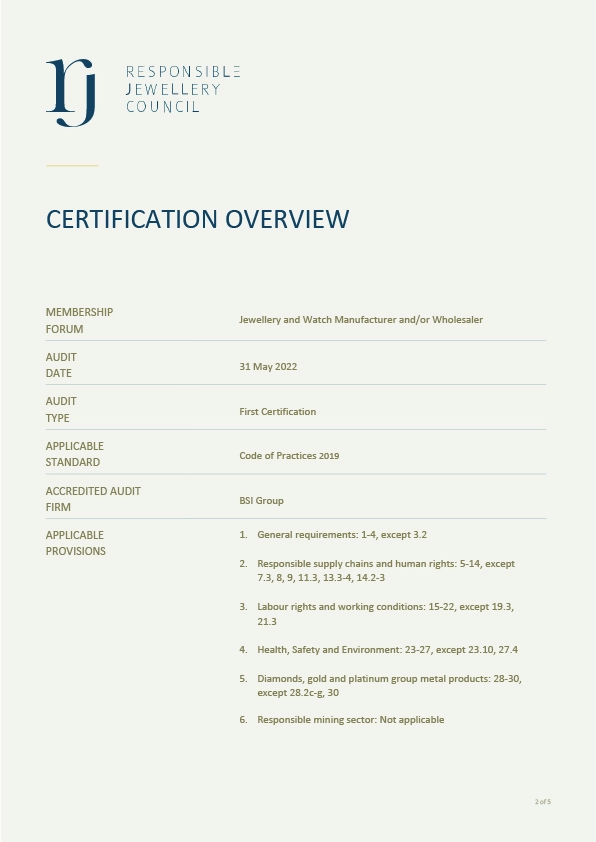 rj
RESPONSIBLE
JEWELLERY
COUNCIL
CERTIFICATION OVERVIEW
MEMBERSHIP
FORUM
Jewellery and Watch Manufacturer and/or Wholesaler
AUDIT
DATE
31 May 2022
AUDIT
TYPE
First Certification
APPLICABLE
STANDARD
Code of Practices 2019
ACCREDITED AUDIT
FIRM
BSI Group
APPLICABLE
PROVISIONS
1. General requirements: 1-4, except 3.2
2. Responsible supply chains and human rights: 5-14, except
7.3, 8, 9, 11.3, 13.3-4, 14.2-3
3. Labour rights and working conditions: 15-22, except 19.3,
21.3
4. Health, Safety and Environment: 23-27, except 23.10, 27.4
5. Diamonds, gold and platinum group metal products: 28-30,
except 28.2c-g, 30
6. Responsible mining sector: Not applicable
2 of 5